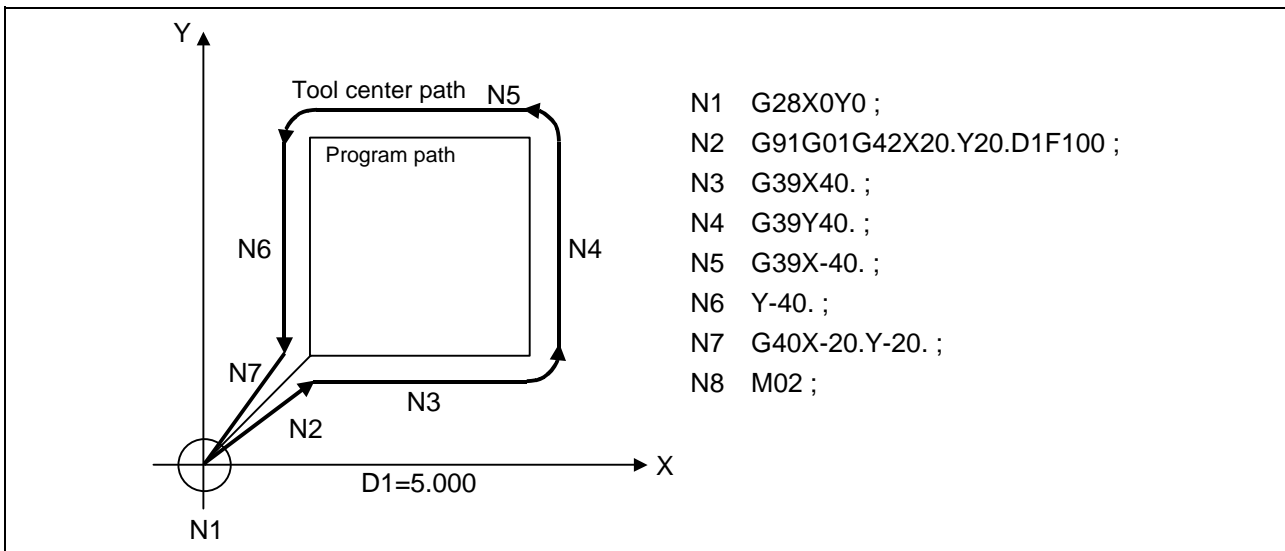 Y
Tool center path
N5
Program path
N6
N4
N7
N3
N2
X
D1=5.000
N1
N1 G28X0Y0 ;
N2 G91G01G42X20.Y20.D1F100 ;
N3 G39X40. ;
N4 G39Y40. ;
N5 G39X-40. ;
N6 Y-40. ;
N7 G40X-20.Y-20. ;
N8 M02 ;